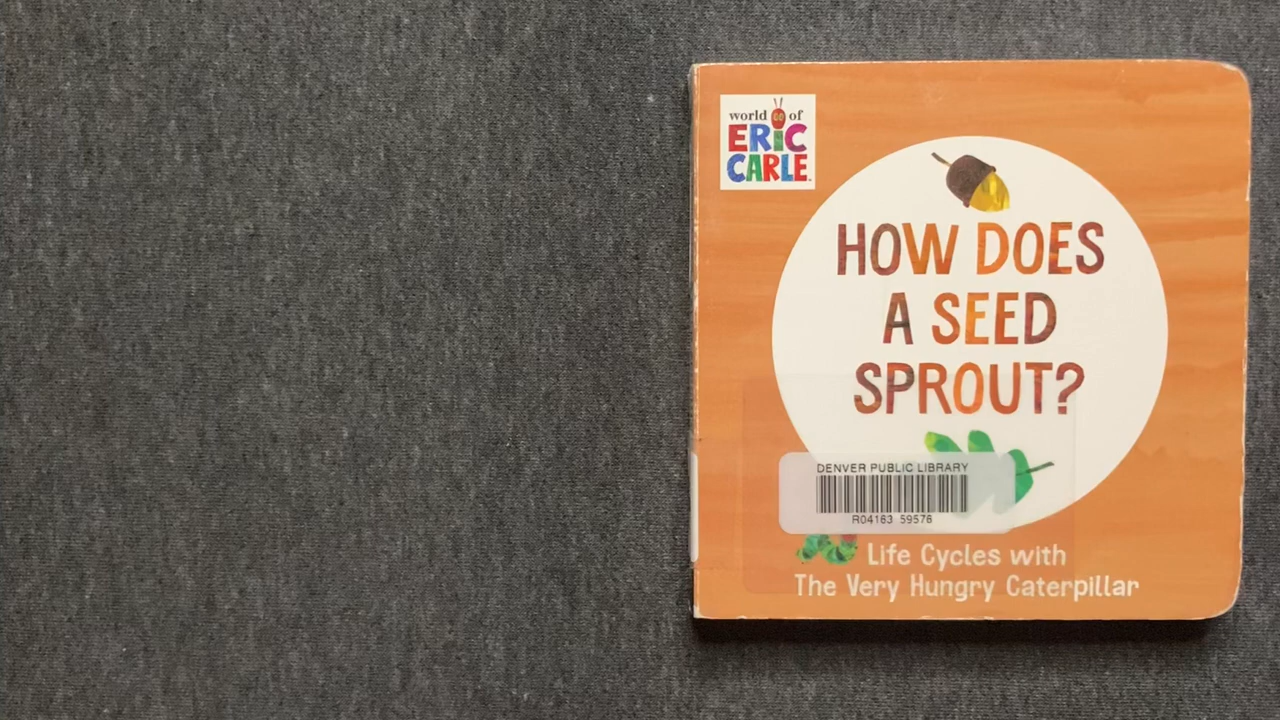 world of
ERiC
CARLE
HOW DOES
A SEED
SPROUT?
DENVER PUBLIC LIBRARY
R04163 59576
Life Cycles with
The Very Hungry Caterpillar